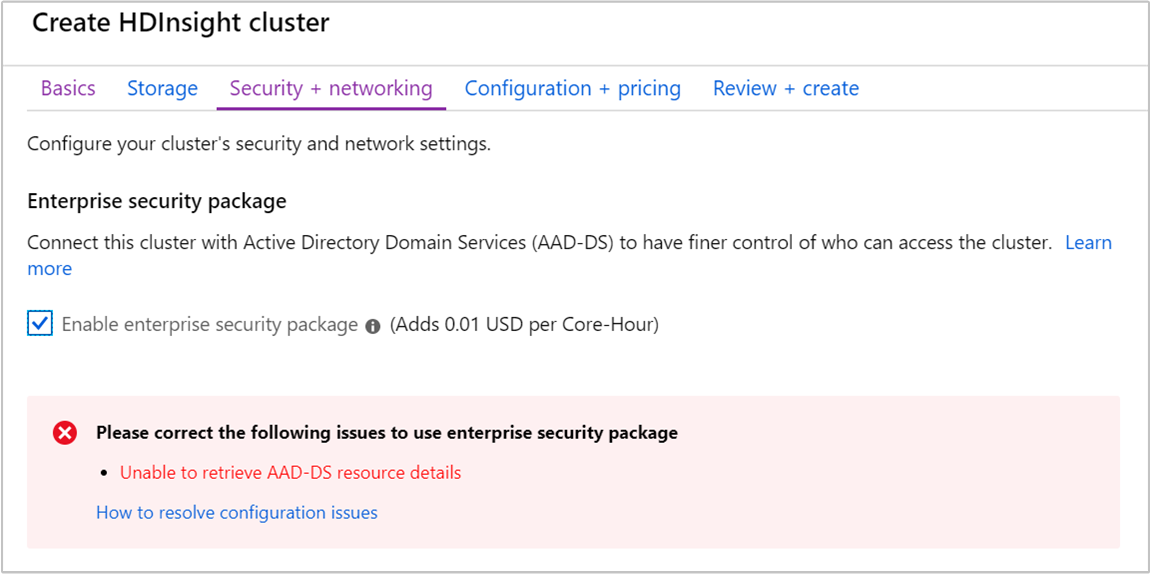 Create HDInsight cluster
Basics Storage Security + networking Configuration + pricing Review + create
Configure your cluster's security and network settings.
Enterprise security package
Connect this cluster with Active Directory Domain Services (AAD-DS) to have finer control of who can access the cluster. Learn
more
Enable enterprise security package (Adds 0.01 USD per Core-Hour)
Please correct the following issues to use enterprise security package
• Unable to retrieve AAD-DS resource details
How to resolve configuration issues